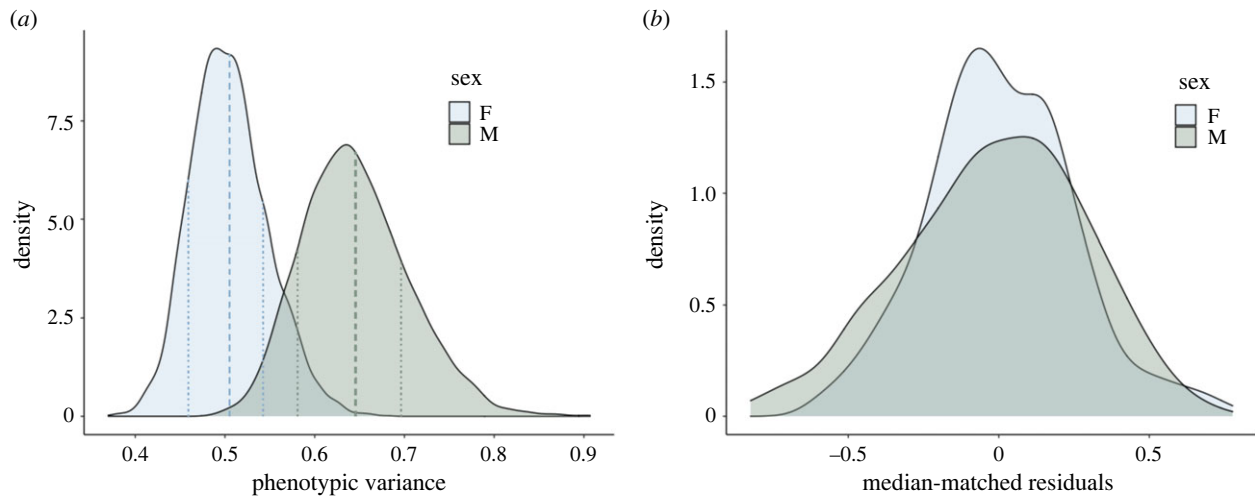 (a)
density
7.5
5.0
2.5
0
0.4 0.5 0.6 0.7 0.8 0.9
phenotypic variance
sex
F
M
(b)
density
1.5
1.0
0.5
0
–0.5 0 0.5
median-matched residuals
sex
F
M